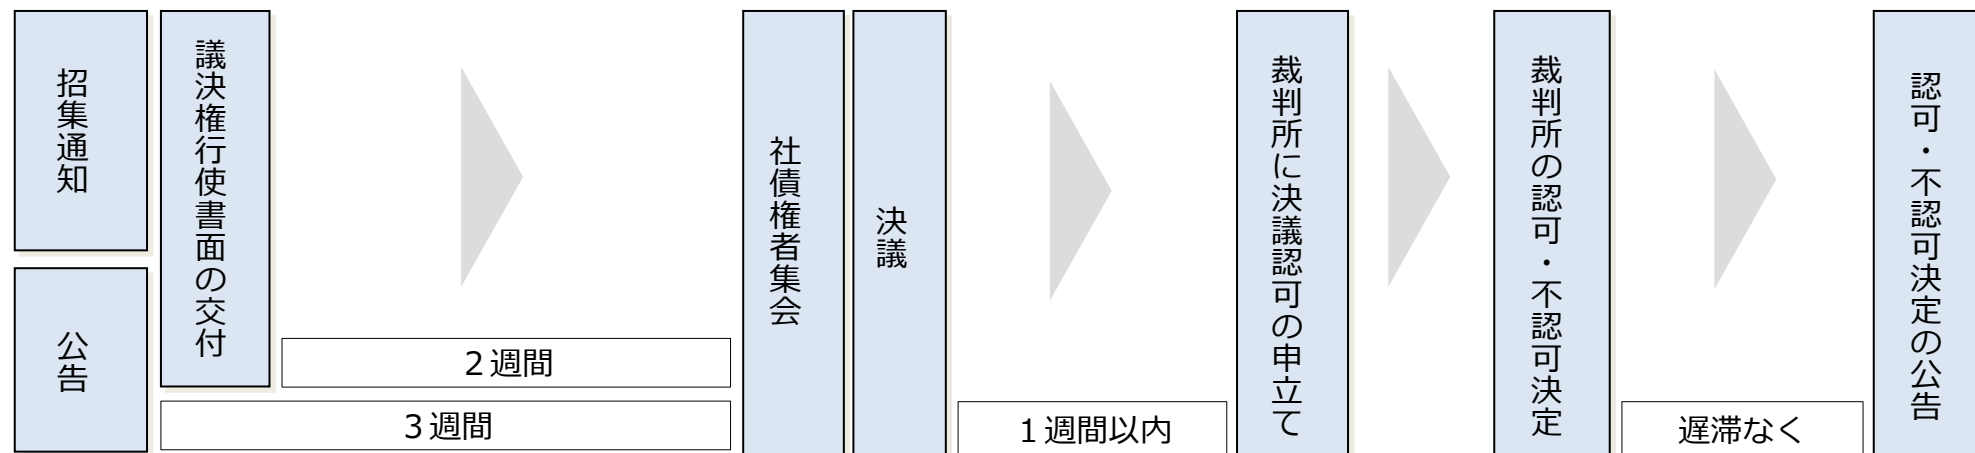 招集通知
公告
議決権行使書面の交付
２週間
３週間
社債権者集会
決議
１週間以内
裁判所に決議認可の申立て
裁判所の認可・不認可決定
遅滞なく
認可・不認可決定の公告